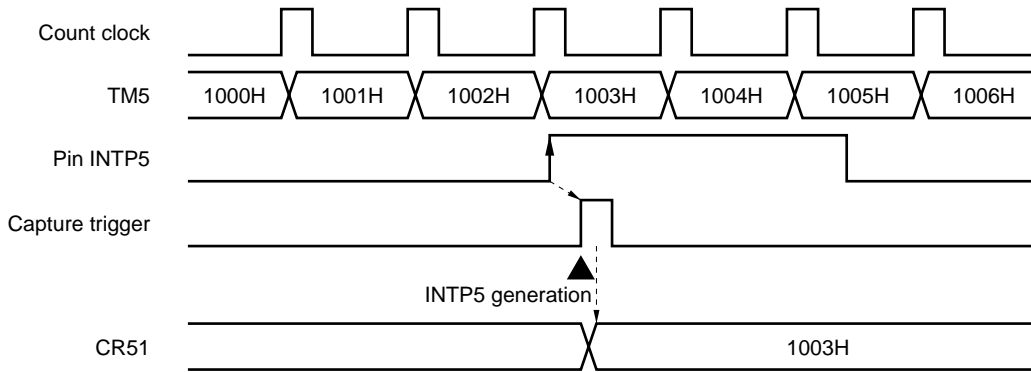 Count clock
TM5 1000H 1001H 1002H 1003H 1004H 1005H 1006H
Pin INTP5
Capture trigger
INTP5 generation
CR51 1003H